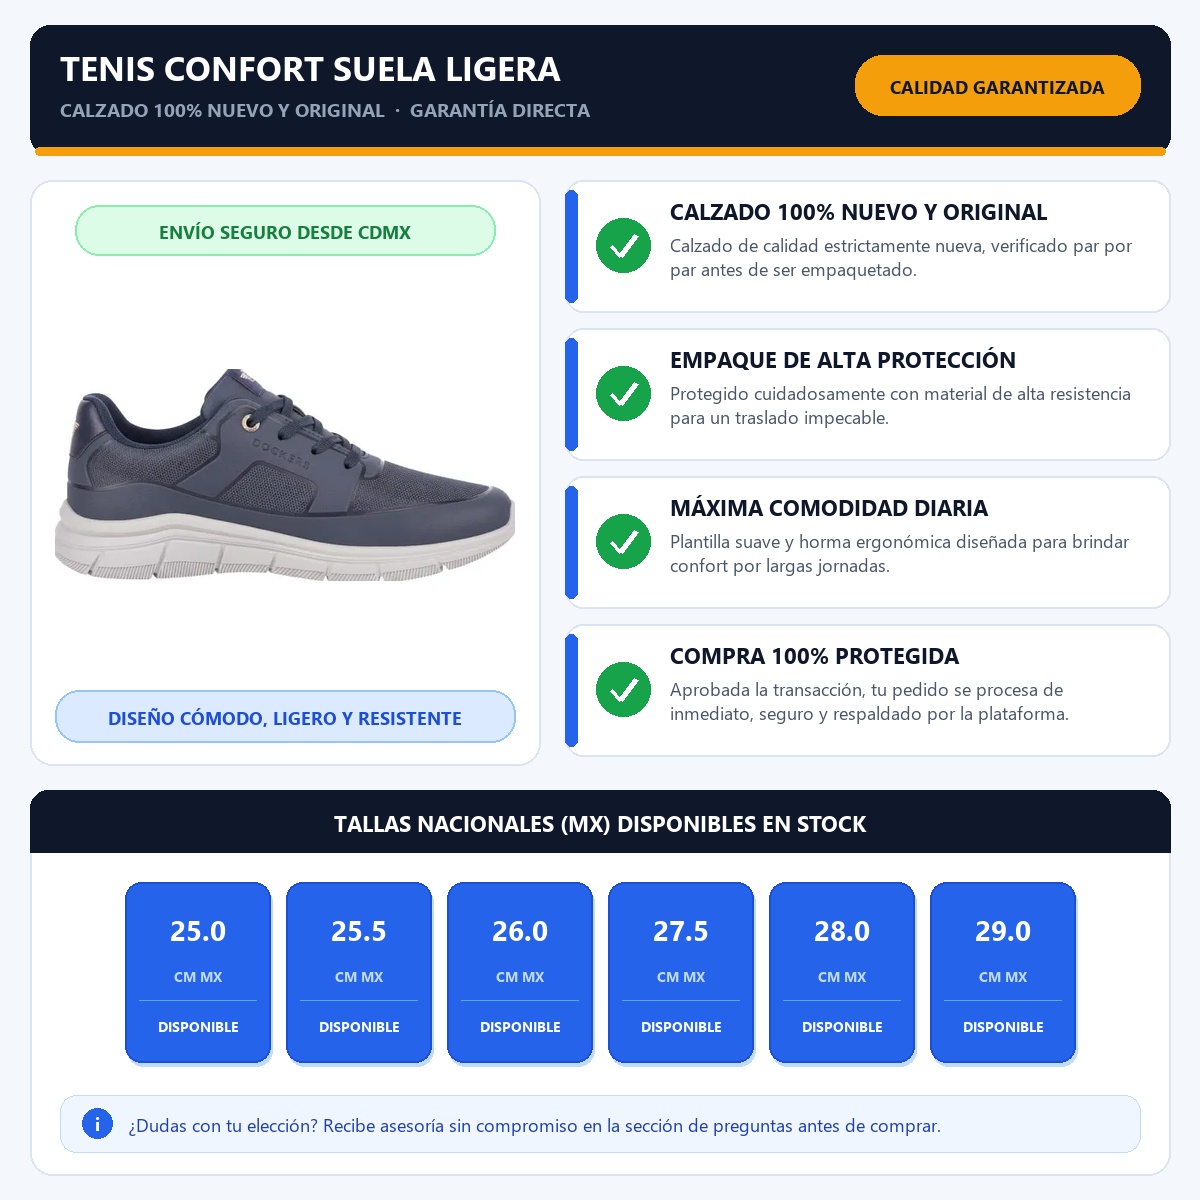 TENIS CONFORT SUELA LIGERA
CALZADO 100% NUEVO Y ORIGINAL · GARANTÍA DIRECTA
CALIDAD GARANTIZADA
ENVÍO SEGURO DESDE CDMX
DOCKERS
DISEÑO CÓMODO, LIGERO Y RESISTENTE
CALZADO 100% NUEVO Y ORIGINAL
Calzado de calidad estrictamente nueva, verificado par por
par antes de ser empaquetado.
EMPAQUE DE ALTA PROTECCIÓN
Protegido cuidadosamente con material de alta resistencia
para un traslado impecable.
MÁXIMA COMODIDAD DIARIA
Plantilla suave y horma ergonómica diseñada para brindar
confort por largas jornadas.
COMPRA 100% PROTEGIDA
Aprobada la transacción, tu pedido se procesa de
inmediato, seguro y respaldado por la plataforma.
TALLAS NACIONALES (MX) DISPONIBLES EN STOCK
25.0
CM MX
DISPONIBLE
25.5
CM MX
DISPONIBLE
26.0
CM MX
DISPONIBLE
27.5
CM MX
DISPONIBLE
28.0
CM MX
DISPONIBLE
29.0
CM MX
DISPONIBLE
¿Dudas con tu elección? Recibe asesoría sin compromiso en la sección de preguntas antes de comprar.